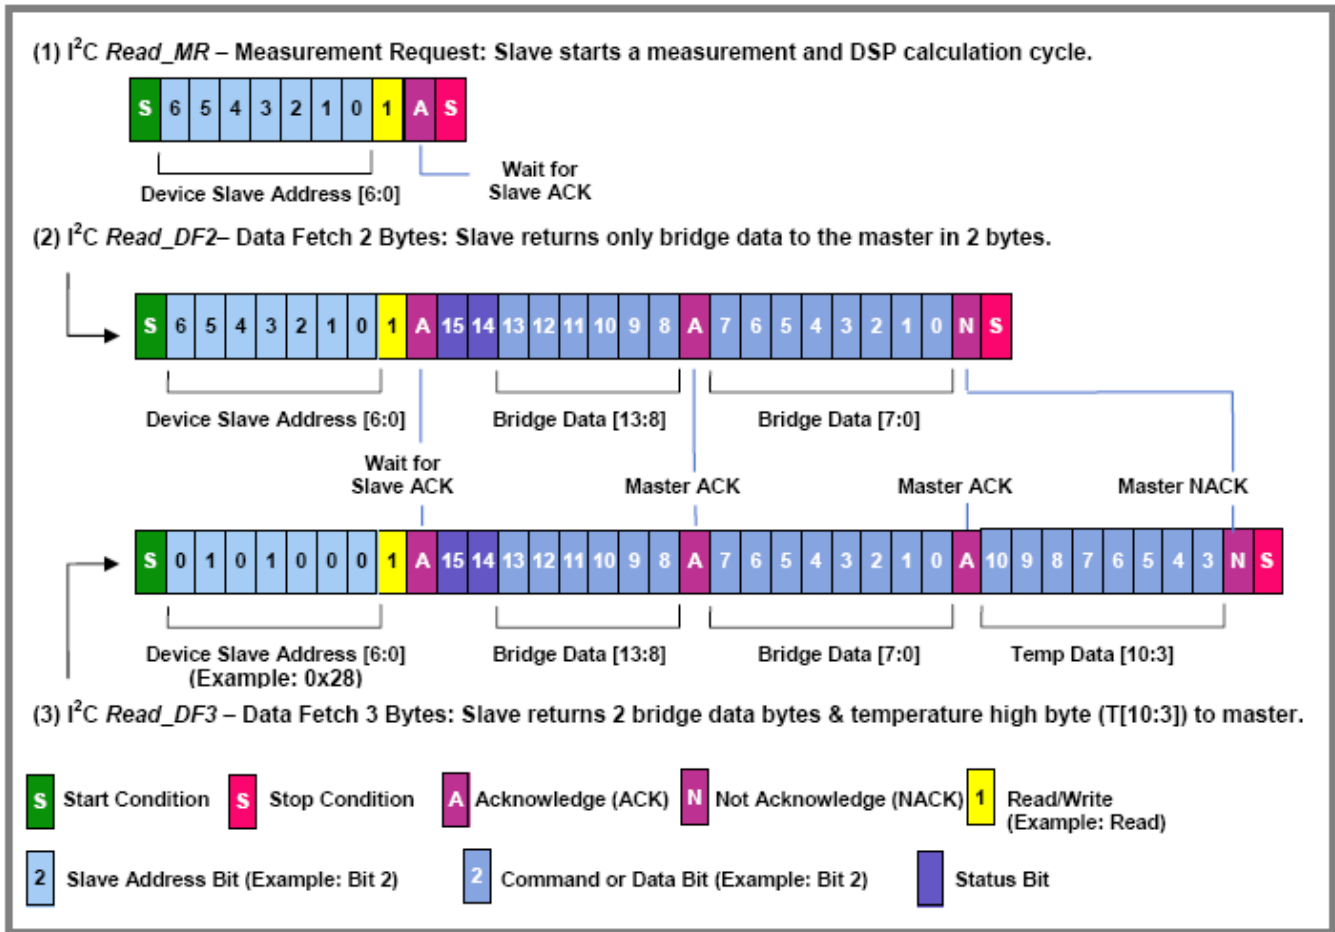 (1) I²C Read_MR – Measurement Request: Slave starts a measurement and DSP calculation cycle.
S 6 5 4 3 2 1 0 1 A S
Device Slave Address [6:0]
Wait for
Slave ACK
(2) I²C Read_DF2– Data Fetch 2 Bytes: Slave returns only bridge data to the master in 2 bytes.
S 6 5 4 3 2 1 0 1 A 15 14 13 12 11 10 9 8 A 7 6 5 4 3 2 1 0 N S
Device Slave Address [6:0] Bridge Data [13:8] Bridge Data [7:0]
Wait for
Slave ACK Master ACK Master ACK Master NACK
S 0 1 0 1 0 0 0 1 A 15 14 13 12 11 10 9 8 A 7 6 5 4 3 2 1 0 A 10 9 8 7 6 5 4 3 N S
Device Slave Address [6:0] Bridge Data [13:8] Bridge Data [7:0] Temp Data [10:3]
(Example: 0x28)
(3) I²C Read_DF3 – Data Fetch 3 Bytes: Slave returns 2 bridge data bytes & temperature high byte (T[10:3]) to master.
S Start Condition S Stop Condition A Acknowledge (ACK) N Not Acknowledge (NACK) 1 Read/Write
(Example: Read)
2 Slave Address Bit (Example: Bit 2) 2 Command or Data Bit (Example: Bit 2) Status Bit